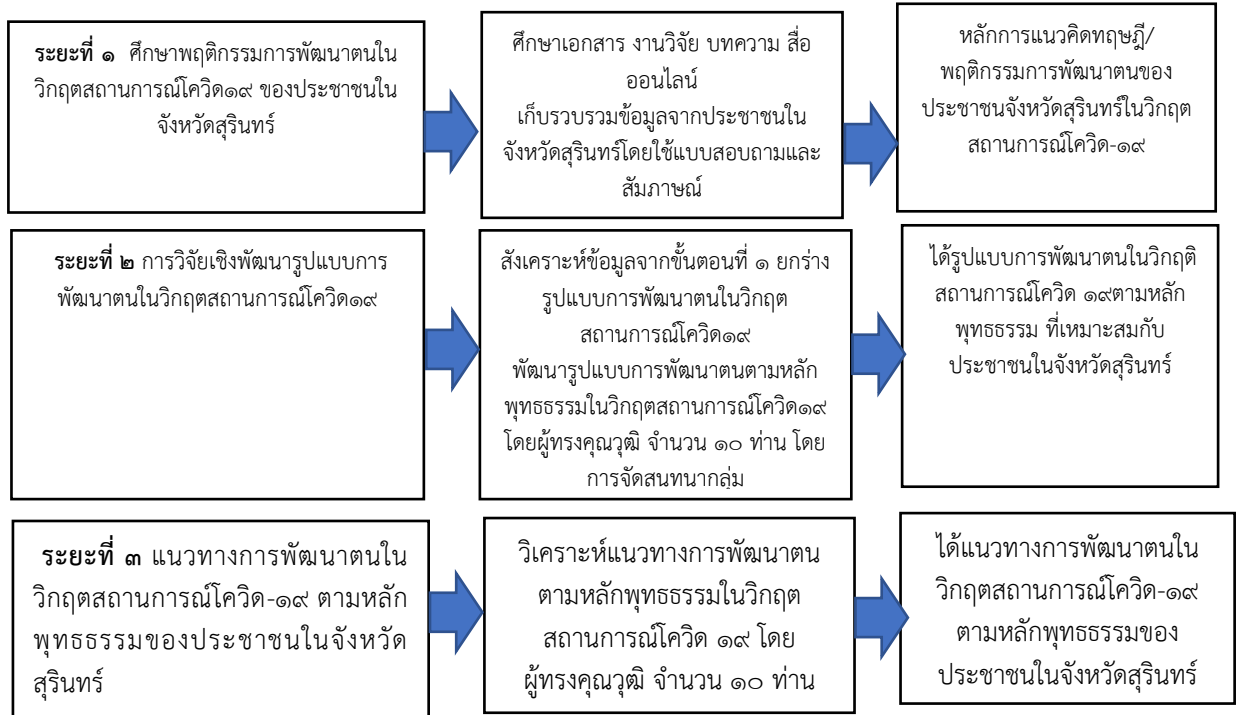 ระยะที่ ๑ ศึกษาพฤติกรรมการพัฒนาตนใน
วิกฤตสถานการณ์โควิด๑๙ ของประชาชนใน
จังหวัดสุรินทร์
ศึกษาเอกสาร งานวิจัย บทความ สื่อ
ออนไลน์
เก็บรวบรวมข้อมูลจากประชาชนใน
จังหวัดสุรินทร์โดยใช้แบบสอบถามและ
สัมภาษณ์
หลักการแนวคิดทฤษฎี/
พฤติกรรมการพัฒนาตนของ
ประชาชนจังหวัดสุรินทร์ในวิกฤต
สถานการณ์โควิด-๑๙
ระยะที่ ๒ การวิจัยเชิงพัฒนารูปแบบการ
พัฒนาตนในวิกฤตสถานการณ์โควิด๑๙
สังเคราะห์ข้อมูลจากขั้นตอนที่ ๑ ยกร่าง
รูปแบบการพัฒนาตนในวิกฤต
สถานการณ์โควิด๑๙
พัฒนารูปแบบการพัฒนาตนตามหลัก
พุทธธรรมในวิกฤตสถานการณ์โควิด๑๙
โดยผู้ทรงคุณวุฒิ จำนวน ๑๐ ท่าน โดย
การจัดสนทนากลุ่ม
ได้รูปแบบการพัฒนาตนในวิกฤติ
สถานการณ์โควิด ๑๙ตามหลัก
พุทธธรรม ที่เหมาะสมกับ
ประชาชนในจังหวัดสุรินทร์
ระยะที่ ๓ แนวทางการพัฒนาตนใน
วิกฤตสถานการณ์โควิด-๑๙ ตามหลัก
พุทธธรรมของประชาชนในจังหวัด
สุรินทร์
วิเคราะห์แนวทางการพัฒนาตน
ตามหลักพุทธธรรมในวิกฤต
สถานการณ์โควิด ๑๙ โดย
ผู้ทรงคุณวุฒิ จำนวน ๑๐ ท่าน
ได้แนวทางการพัฒนาตนใน
วิกฤตสถานการณ์โควิด-๑๙
ตามหลักพุทธธรรมของ
ประชาชนในจังหวัดสุรินทร์